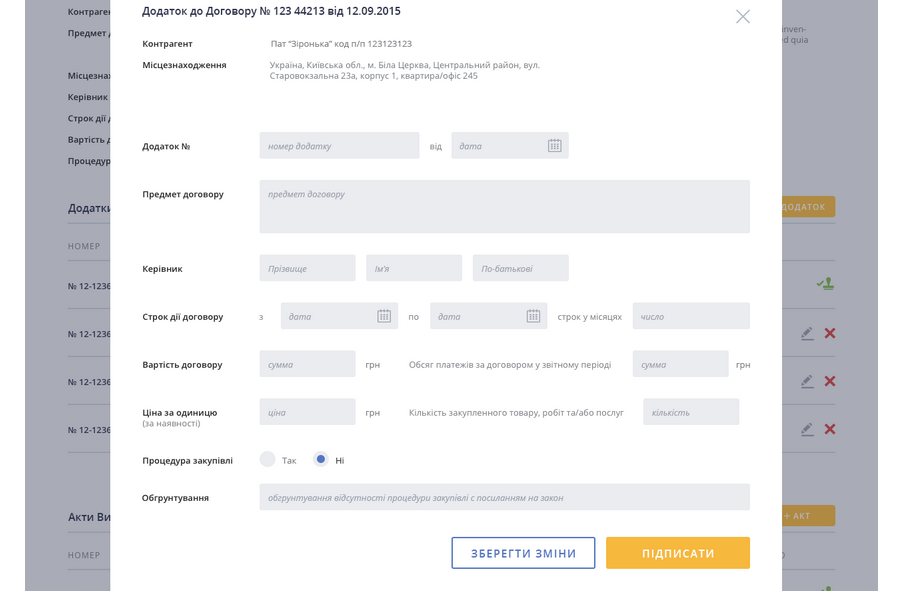 Контрагент
Предмет д
Місцезнах
Керівник
Строк дії д
Вартість д
Процедур
Додатки
НОМЕР
№ 12-1236
№ 12-1236
№ 12-1236
№ 12-1236
Акти Ви
НОМЕР
Додаток до Договору № 123 44213 від 12.09.2015
Контрагент Пат “Зіронька” код п/п 123123123
Місцезнаходження Україна, Київська обл., м. Біла Церква, Центральний район, вул.
Старовокзальна 23а, корпус 1, квартира/офіс 245
Додаток № номер додатку від дата
Предмет договору предмет договору
Керівник Прізвище Ім'я По-батькові
Строк дії договору з дата по дата строк у місяцях число
Вартість договору сумма грн Обсяг платежів за договором у звітному періоді сумма грн
Ціна за одиницю ціна грн Кількість закупленного товару, робіт та/або послуг кількість
(за наявності)
Процедура закупівлі Так Ні
Обгрунтування обгрунтування відсутності процедури закупівлі с посиланням на закон
ЗБЕРЕГТИ ЗМІНИ ПІДПИСАТИ
inven-
d quia
ДОДАТОК
+ АКТ